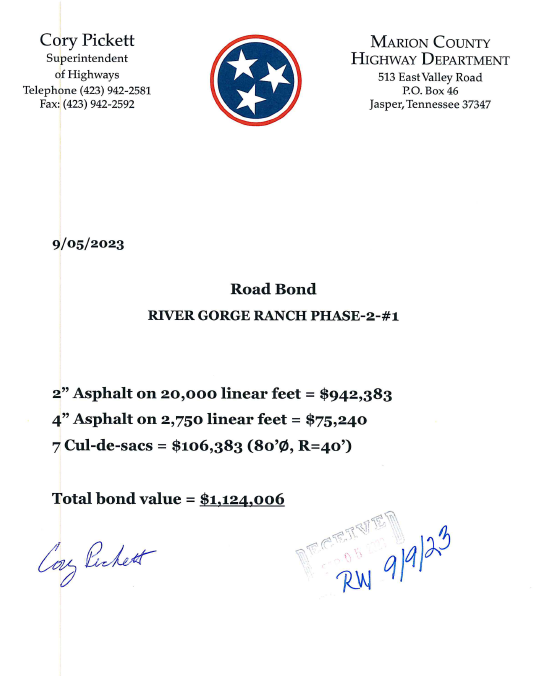 Cory Pickett
Superintendent
of Highways
Telephone (423) 942-2581
Fax: (423) 942-2592
Marion County
Highway Department
513 East Valley Road
P.O. Box 46
Jasper, Tennessee 37347
9/05/2023
Road Bond
RIVER GORGE RANCH PHASE-2-#1
2” Asphalt on 20,000 linear feet = $942,383
4” Asphalt on 2,750 linear feet = $75,240
7 Cul-de-sacs = $106,383 (80’Ø, R=40’)
Total bond value = $1,124,006
Cory Pickett
RECEIVED
RW 9/9/23